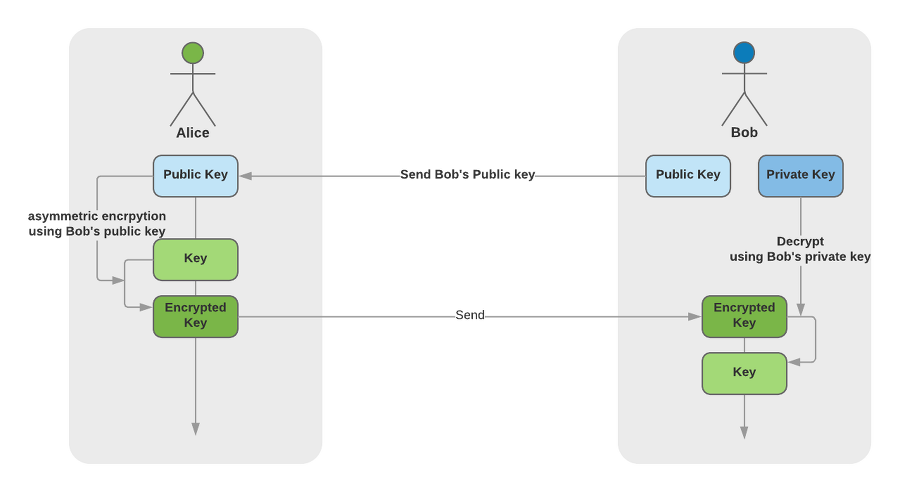 Alice
Bob
Public Key
Send Bob's Public key
Public Key
Private Key
asymmetric encrpytion
using Bob's public key
Decrypt
using Bob's private key
Key
Encrypted
Key
Send
Encrypted
Key
Key